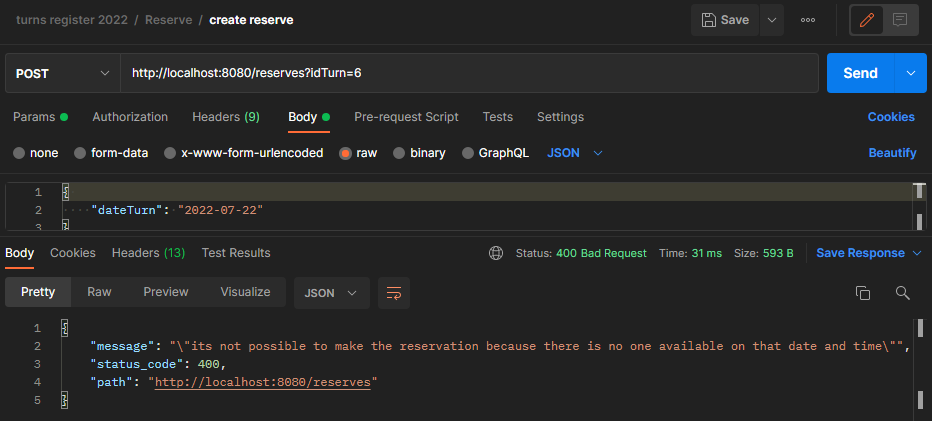 turns register 2022 / Reserve / create reserve
Save
POST
http://localhost:8080/reserves?idTurn=6
Send
Params Authorization Headers (9) Body Pre-request Script Tests Settings Cookies
none form-data x-www-form-urlencoded raw binary GraphQL JSON Beautify
1 {
2 "dateTurn": "2022-07-22"
3 }
Body Cookies Headers (13) Test Results Status: 400 Bad Request Time: 31 ms Size: 593 B Save Response
Pretty Raw Preview Visualize JSON
1 {
2 "message": "\"its not possible to make the reservation because there is no one available on that date and time\"",
3 "status_code": 400,
4 "path": "http://localhost:8080/reserves"
5 }